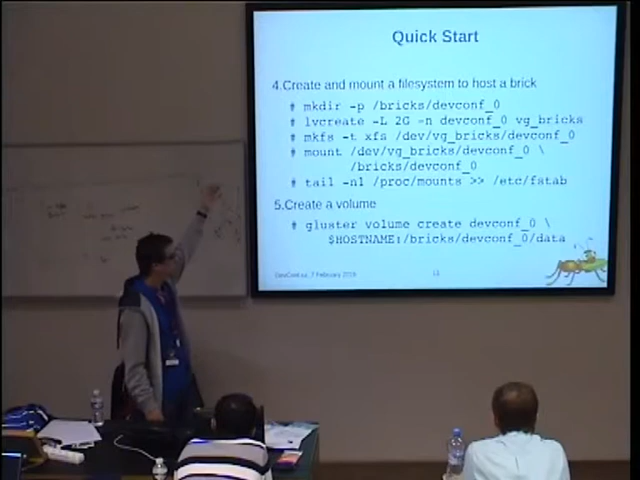 Quick Start
4.Create and mount a filesystem to host a brick
# mkdir -p /bricks/devconf_0
# lvcreate -L 2G -n devconf_0 vg_bricks
# mkfs -t xfs /dev/vg_bricks/devconf_0
# mount /dev/vg_bricks/devconf_0 \
/bricks/devconf_0
# tail -n1 /proc/mounts >> /etc/fstab
5.Create a volume
# gluster volume create devconf_0 \
$HOSTNAME:/bricks/devconf_0/data